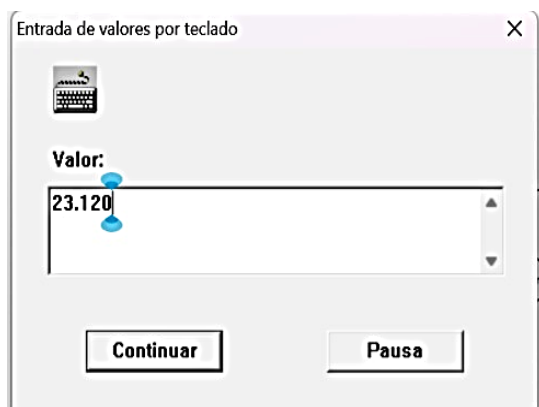 Entrada de valores por teclado
Valor:
23.120
Continuar
Pausa